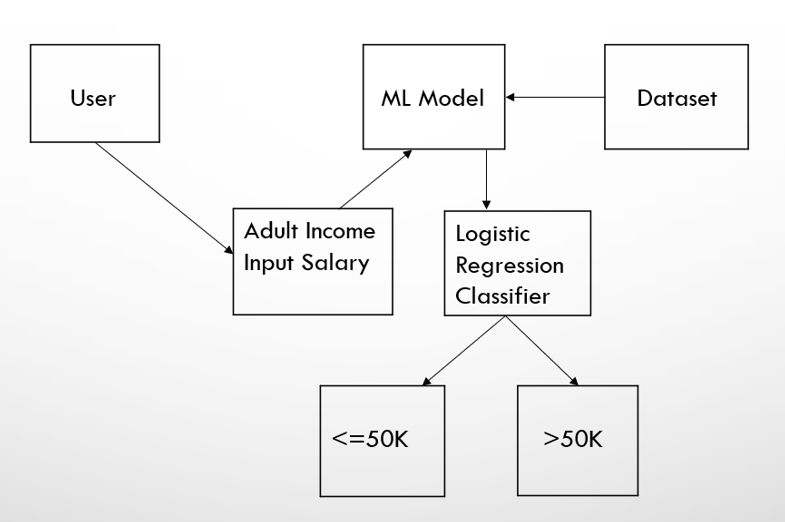 User
ML Model
Dataset
Adult Income
Input Salary
Logistic
Regression
Classifier
<=50K
>50K